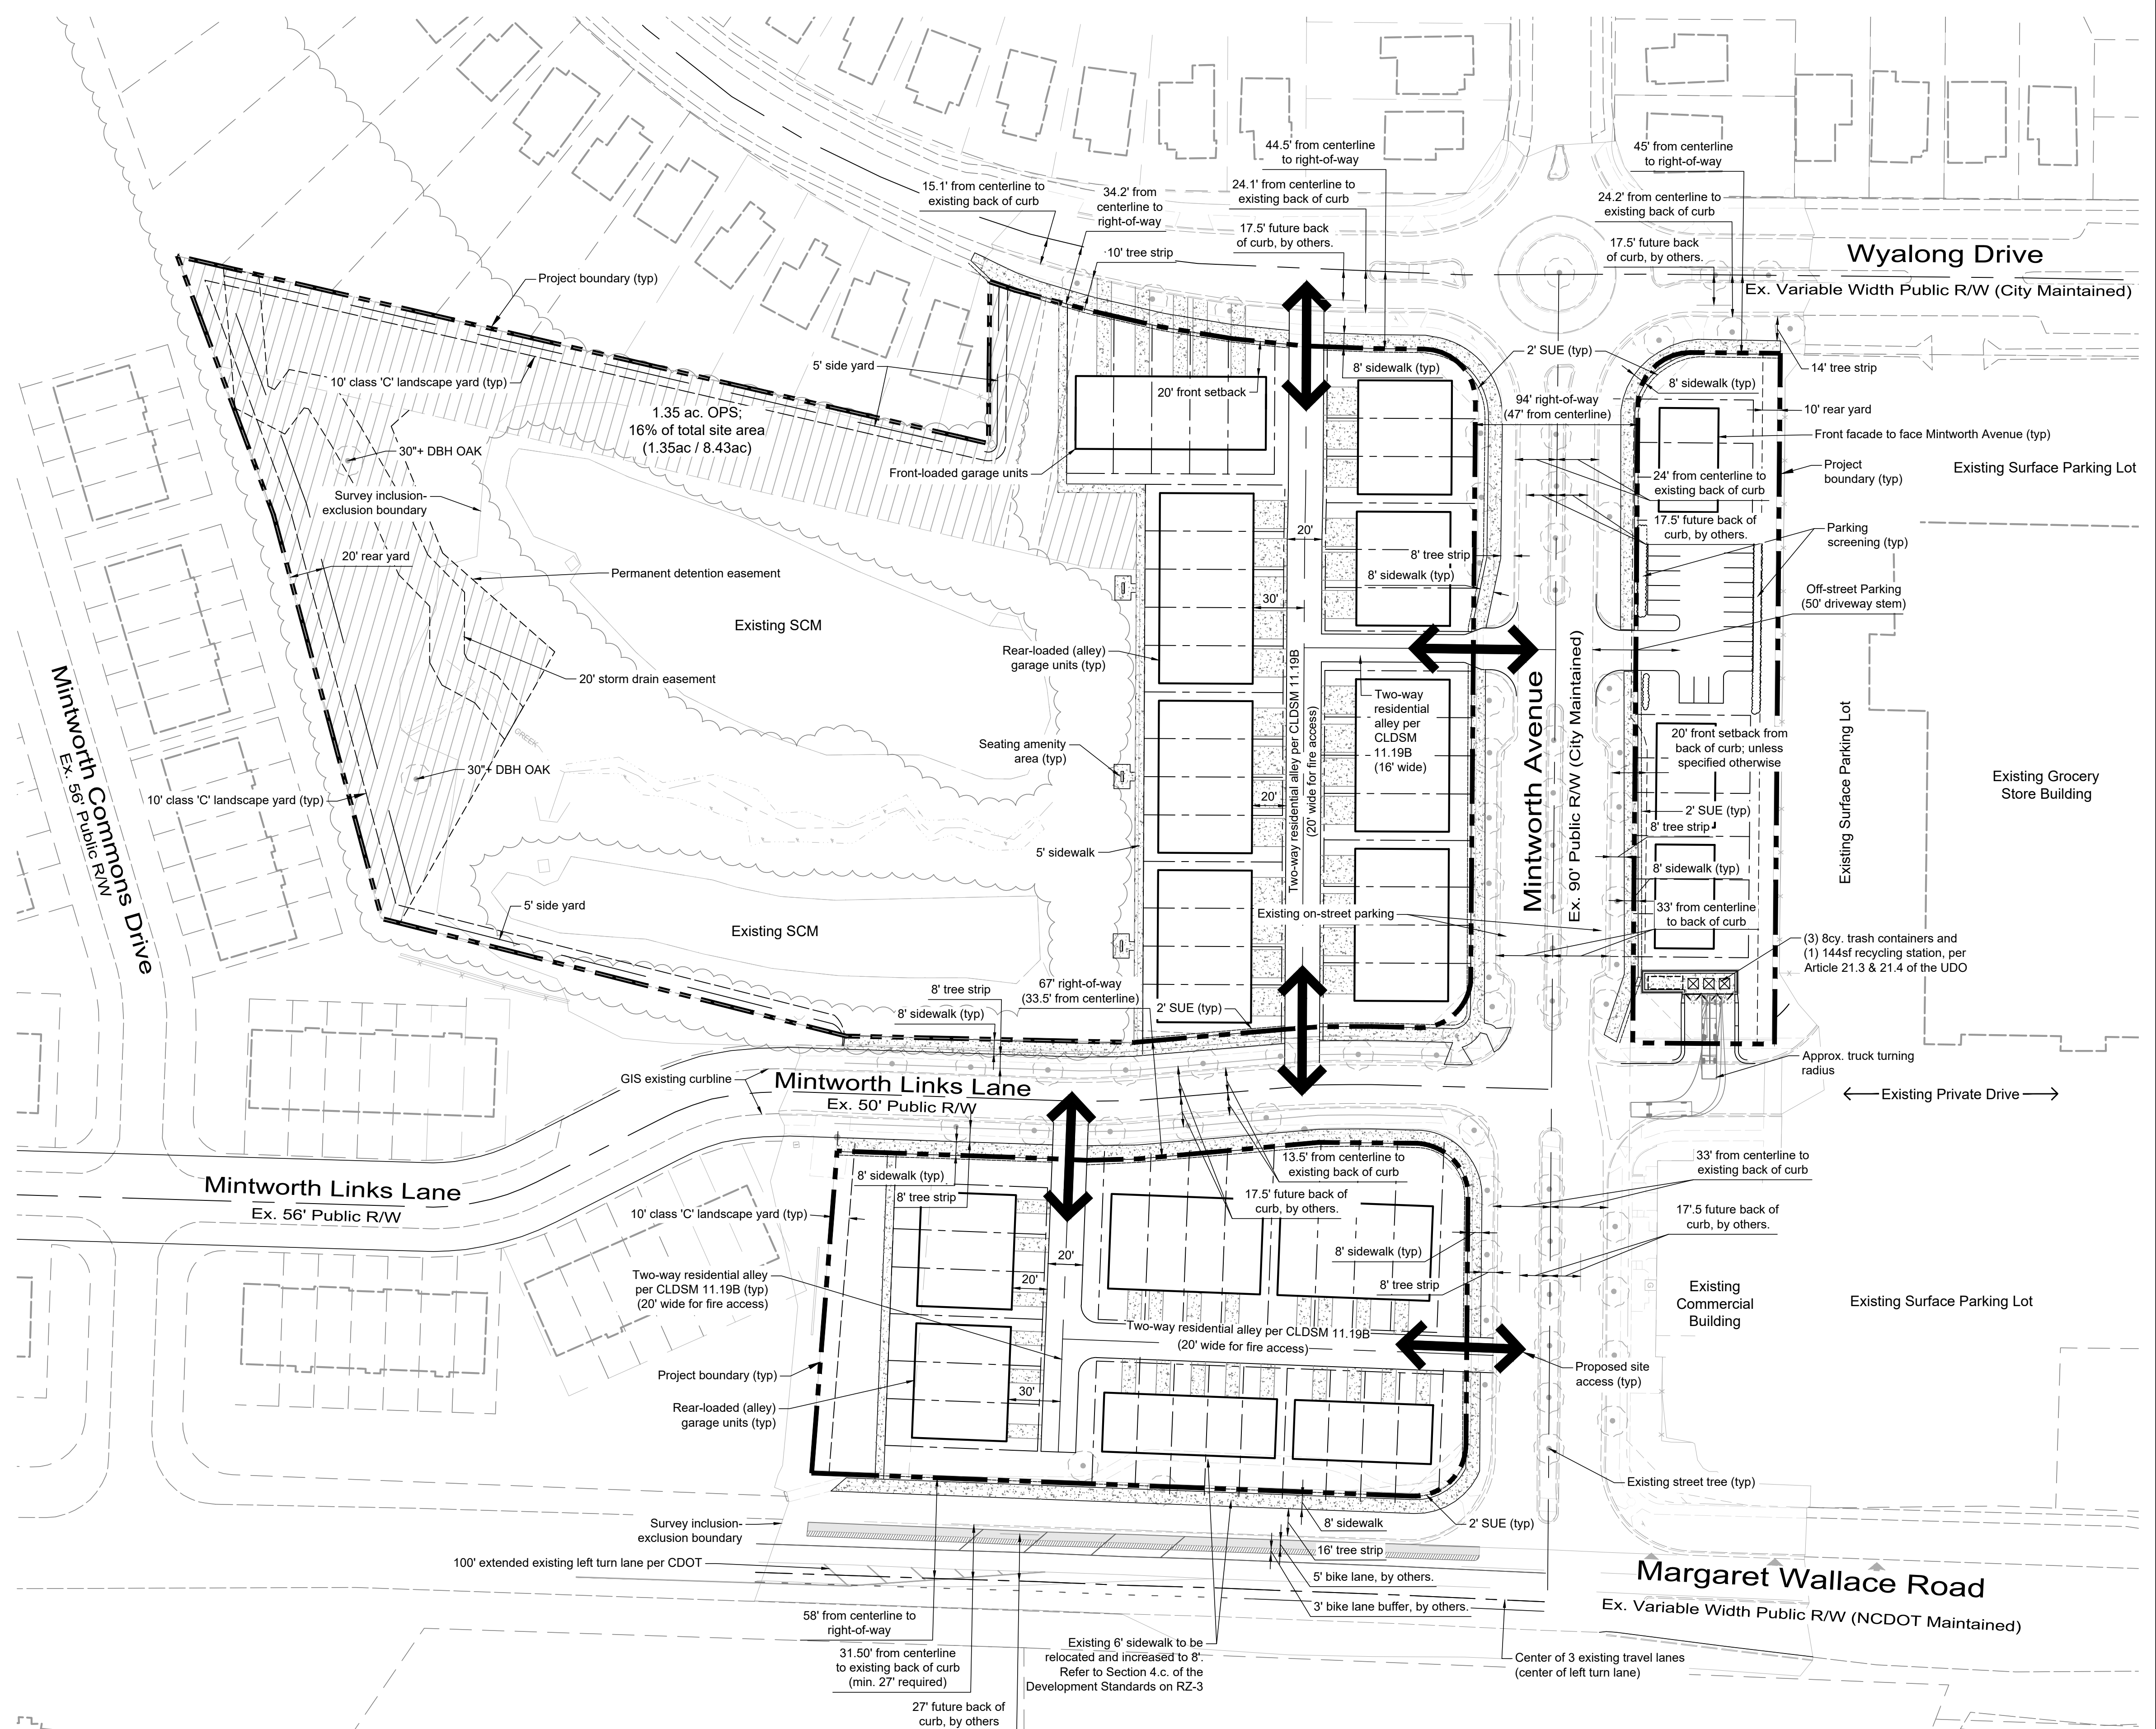 44.5' from centerline
to right-of-way
45' from centerline
to right-of-way
15.1' from centerline to
existing back of curb
34.2' from
centerline to
right-of-way
24.1' from centerline to
existing back of curb
24.2' from centerline to
existing back of curb
17.5' future back
of curb, by others.
17.5' future back
of curb, by others.
10' tree strip
Wyalong Drive
Ex. Variable Width Public R/W (City Maintained)
Project boundary (typ)
10' class 'C' landscape yard (typ)
5' side yard
1.35 ac. OPS;
16% of total site area
(1.35ac / 8.43ac)
20' front setback
8' sidewalk (typ)
2' SUE (typ)
8' sidewalk (typ)
14' tree strip
94' right-of-way
(47' from centerline)
10' rear yard
Front facade to face Mintworth Avenue (typ)
Project
boundary (typ)
Existing Surface Parking Lot
30"+ DBH OAK
Front-loaded garage units
24' from centerline to
existing back of curb
Survey inclusion-
exclusion boundary
17.5' future back of
curb, by others.
Parking
screening (typ)
20'
8' tree strip
8' sidewalk (typ)
20' rear yard
Permanent detention easement
Off-street Parking
(50' driveway stem)
30'
Existing SCM
Rear-loaded (alley)
garage units (typ)
20' storm drain easement
Two-way residential alley per CLDSM 11.19B
(20' wide for fire access)
Two-way
residential
alley per
CLDSM
11.19B
(16' wide)
Mintworth Avenue
Ex. 90' Public R/W (City Maintained)
20' front setback from
back of curb; unless
specified otherwise
Existing Surface Parking Lot
Existing Grocery
Store Building
Mintworth Commons Drive
Ex. 56' Public R/W
CREEK
Seating amenity
area (typ)
30"+ DBH OAK
10' class 'C' landscape yard (typ)
20'
2' SUE (typ)
8' tree strip
5' sidewalk
8' sidewalk (typ)
5' side yard
Existing on-street parking
33' from centerline
to back of curb
Existing SCM
(3) 8cy. trash containers and
(1) 144sf recycling station, per
Article 21.3 & 21.4 of the UDO
8' tree strip
67' right-of-way
(33.5' from centerline)
8' sidewalk (typ)
2' SUE (typ)
Approx. truck turning
radius
GIS existing curbline
Mintworth Links Lane
Ex. 50' Public R/W
Existing Private Drive
Mintworth Links Lane
Ex. 56' Public R/W
8' sidewalk (typ)
8' tree strip
13.5' from centerline to
existing back of curb
17.5' future back of
curb, by others.
33' from centerline to
existing back of curb
10' class 'C' landscape yard (typ)
17'.5 future back of
curb, by others.
20'
8' sidewalk (typ)
Two-way residential alley
per CLDSM 11.19B (typ)
(20' wide for fire access)
20'
8' tree strip
Existing
Commercial
Building
Existing Surface Parking Lot
Two-way residential alley per CLDSM 11.19B
(20' wide for fire access)
Project boundary (typ)
Proposed site
access (typ)
Rear-loaded (alley)
garage units (typ)
30'
Existing street tree (typ)
Survey inclusion-
exclusion boundary
8' sidewalk
2' SUE (typ)
16' tree strip
100' extended existing left turn lane per CDOT
5' bike lane, by others.
Margaret Wallace Road
Ex. Variable Width Public R/W (NCDOT Maintained)
3' bike lane buffer, by others.
58' from centerline to
right-of-way
31.50' from centerline
to existing back of curb
(min. 27' required)
27' future back of
curb, by others
Existing 6' sidewalk to be
relocated and increased to 8'.
Refer to Section 4.c. of the
Development Standards on RZ-3
Center of 3 existing travel lanes
(center of left turn lane)